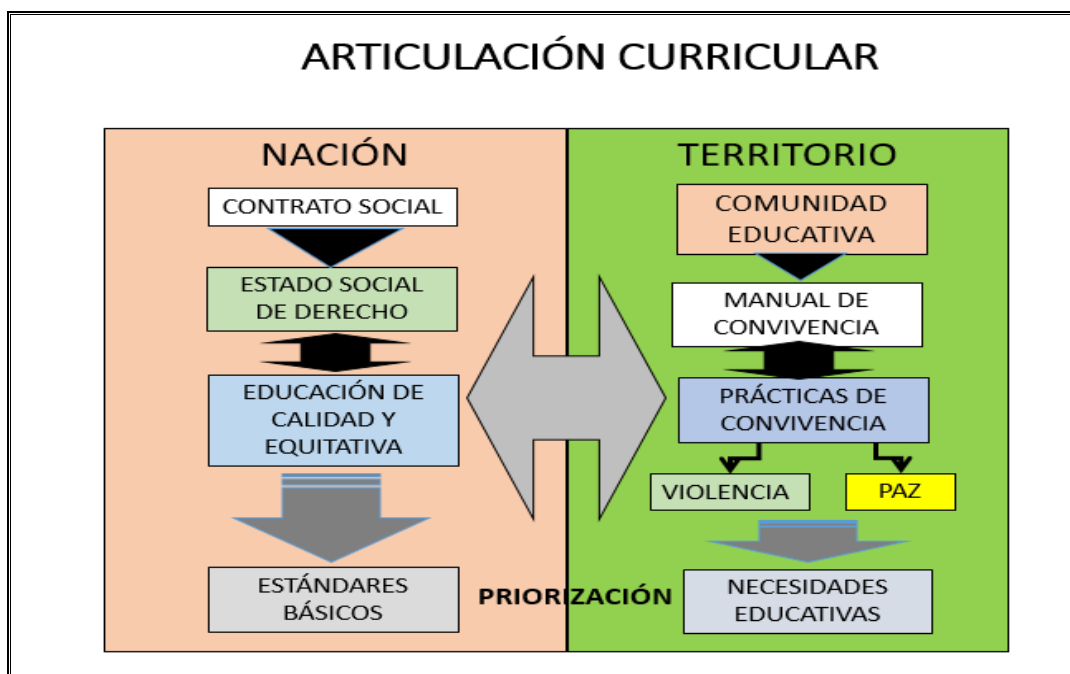 ARTICULACIÓN CURRICULAR
NACIÓN
CONTRATO SOCIAL
ESTADO SOCIAL
DE DERECHO
EDUCACIÓN DE
CALIDAD Y
EQUITATIVA
ESTÁNDARES
BÁSICOS
PRIORIZACIÓN
TERRITORIO
COMUNIDAD
EDUCATIVA
MANUAL DE
CONVIVENCIA
PRÁCTICAS DE
CONVIVENCIA
VIOLENCIA
PAZ
NECESIDADES
EDUCATIVAS